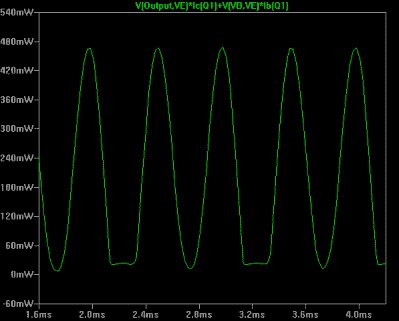 V(Output,VE)*Ic(Q1)+V(VB,VE)*Ib(Q1)
540mW
480mW
420mW
360mW
300mW
240mW
180mW
120mW
60mW
0mW
-60mW
1.6ms 2.0ms 2.4ms 2.8ms 3.2ms 3.6ms 4.0ms